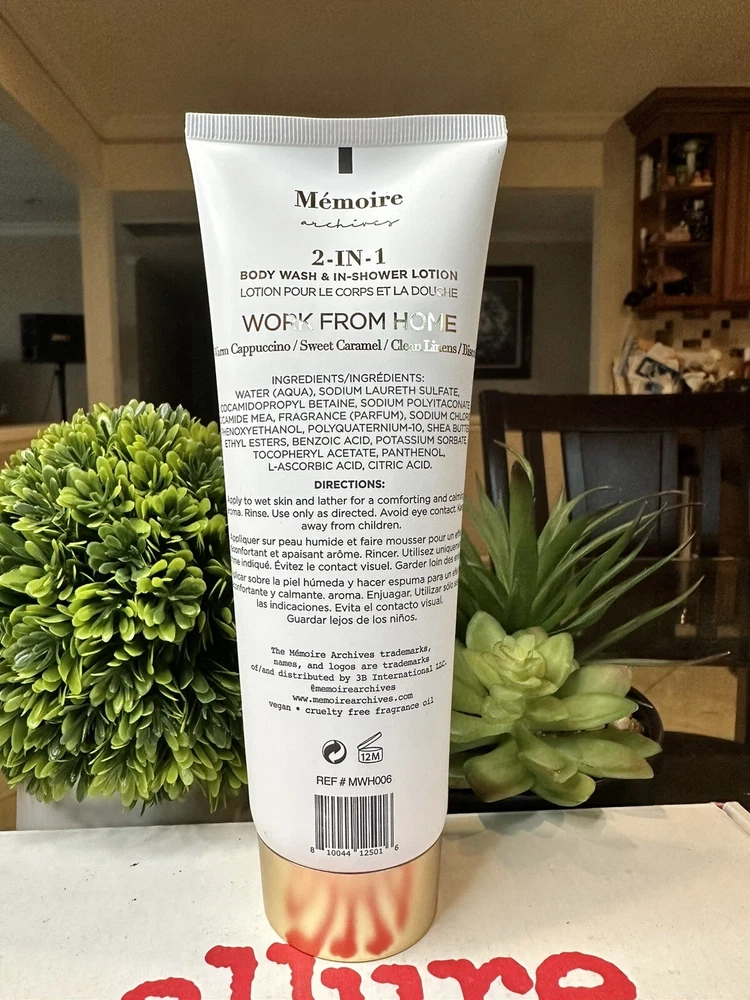 Mémoire
archives
2-IN-1
BODY WASH & IN-SHOWER LOTION
LOTION POUR LE CORPS ET LA DOUCHE
WORK FROM HOME
Cappuccino / Sweet Caramel / Clean Linens /
INGREDIENTS/INGRÉDIENTS:
WATER (AQUA), SODIUM LAURETH SULFATE,
COCAMIDOPROPYL BETAINE, SODIUM POLYITACONATE,
MEA, FRAGRANCE (PARFUM), SODIUM
PHENOXYETHANOL, POLYQUATERNIUM-10, SHEA BUTTER
ETHYL ESTERS, BENZOIC ACID, POTASSIUM SORBATE
TOCOPHERYL ACETATE, PANTHENOL,
L-ASCORBIC ACID, CITRIC ACID.
DIRECTIONS:
Apply to wet skin and lather for a comforting and calming
aroma. Rinse. Use only as directed. Avoid eye contact.
away from children.
Appliquer sur peau humide et faire mousser pour un
confortant et apaisant arôme. Rincer. Utilisez
indiqué. Évitez le contact visuel. Garder loin des
sobre la piel húmeda y hacer espuma para un
confortante y calmante. aroma. Enjuagar. Utilizar sólo
las indicaciones. Evita el contacto visual.
Guardar lejos de los niños.
The Mémoire Archives trademarks,
names, and logos are trademarks
of/and distributed by 3B International LLC.
@memoirearchives
www.memoirearchives.com
vegan • cruelty free fragrance oil
12M
REF # MWH006
8 10044 12501 6
allure